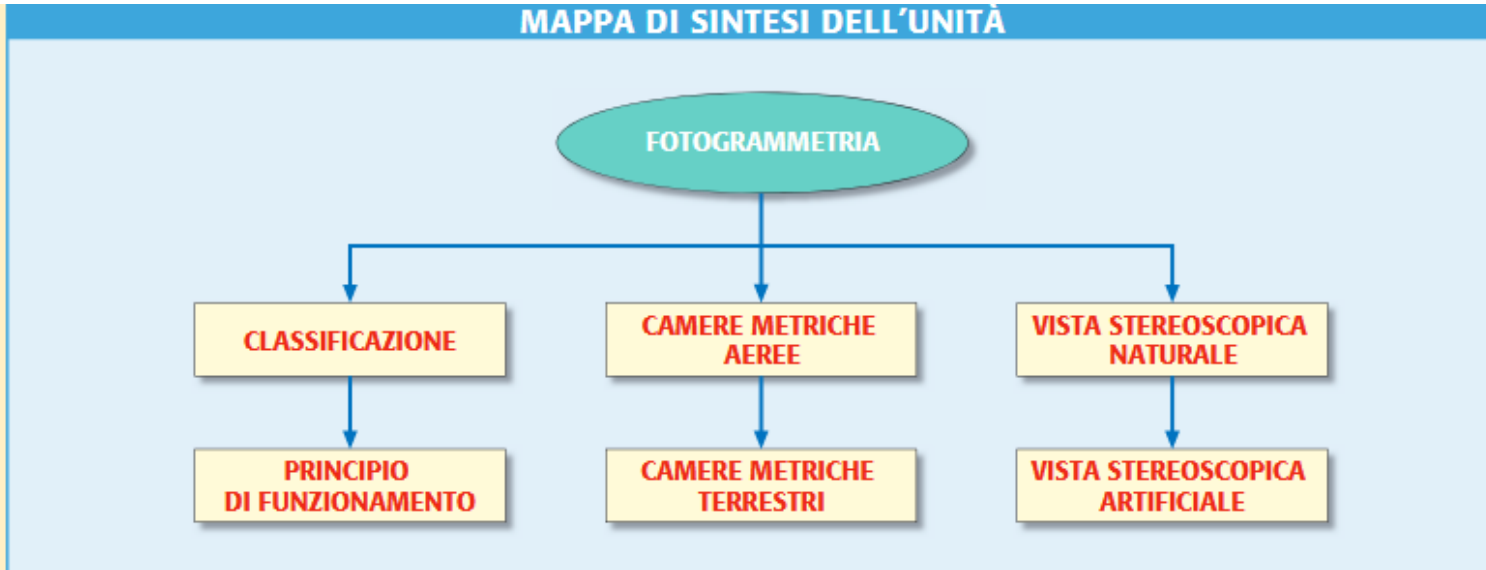 MAPPA DI SINTESI DELL'UNITÀ
FOTOGRAMMETRIA
CLASSIFICAZIONE
CAMERE METRICHE
AEREE
VISTA STEREOSCOPICA
NATURALE
PRINCIPIO
DI FUNZIONAMENTO
CAMERE METRICHE
TERRESTRI
VISTA STEREOSCOPICA
ARTIFICIALE